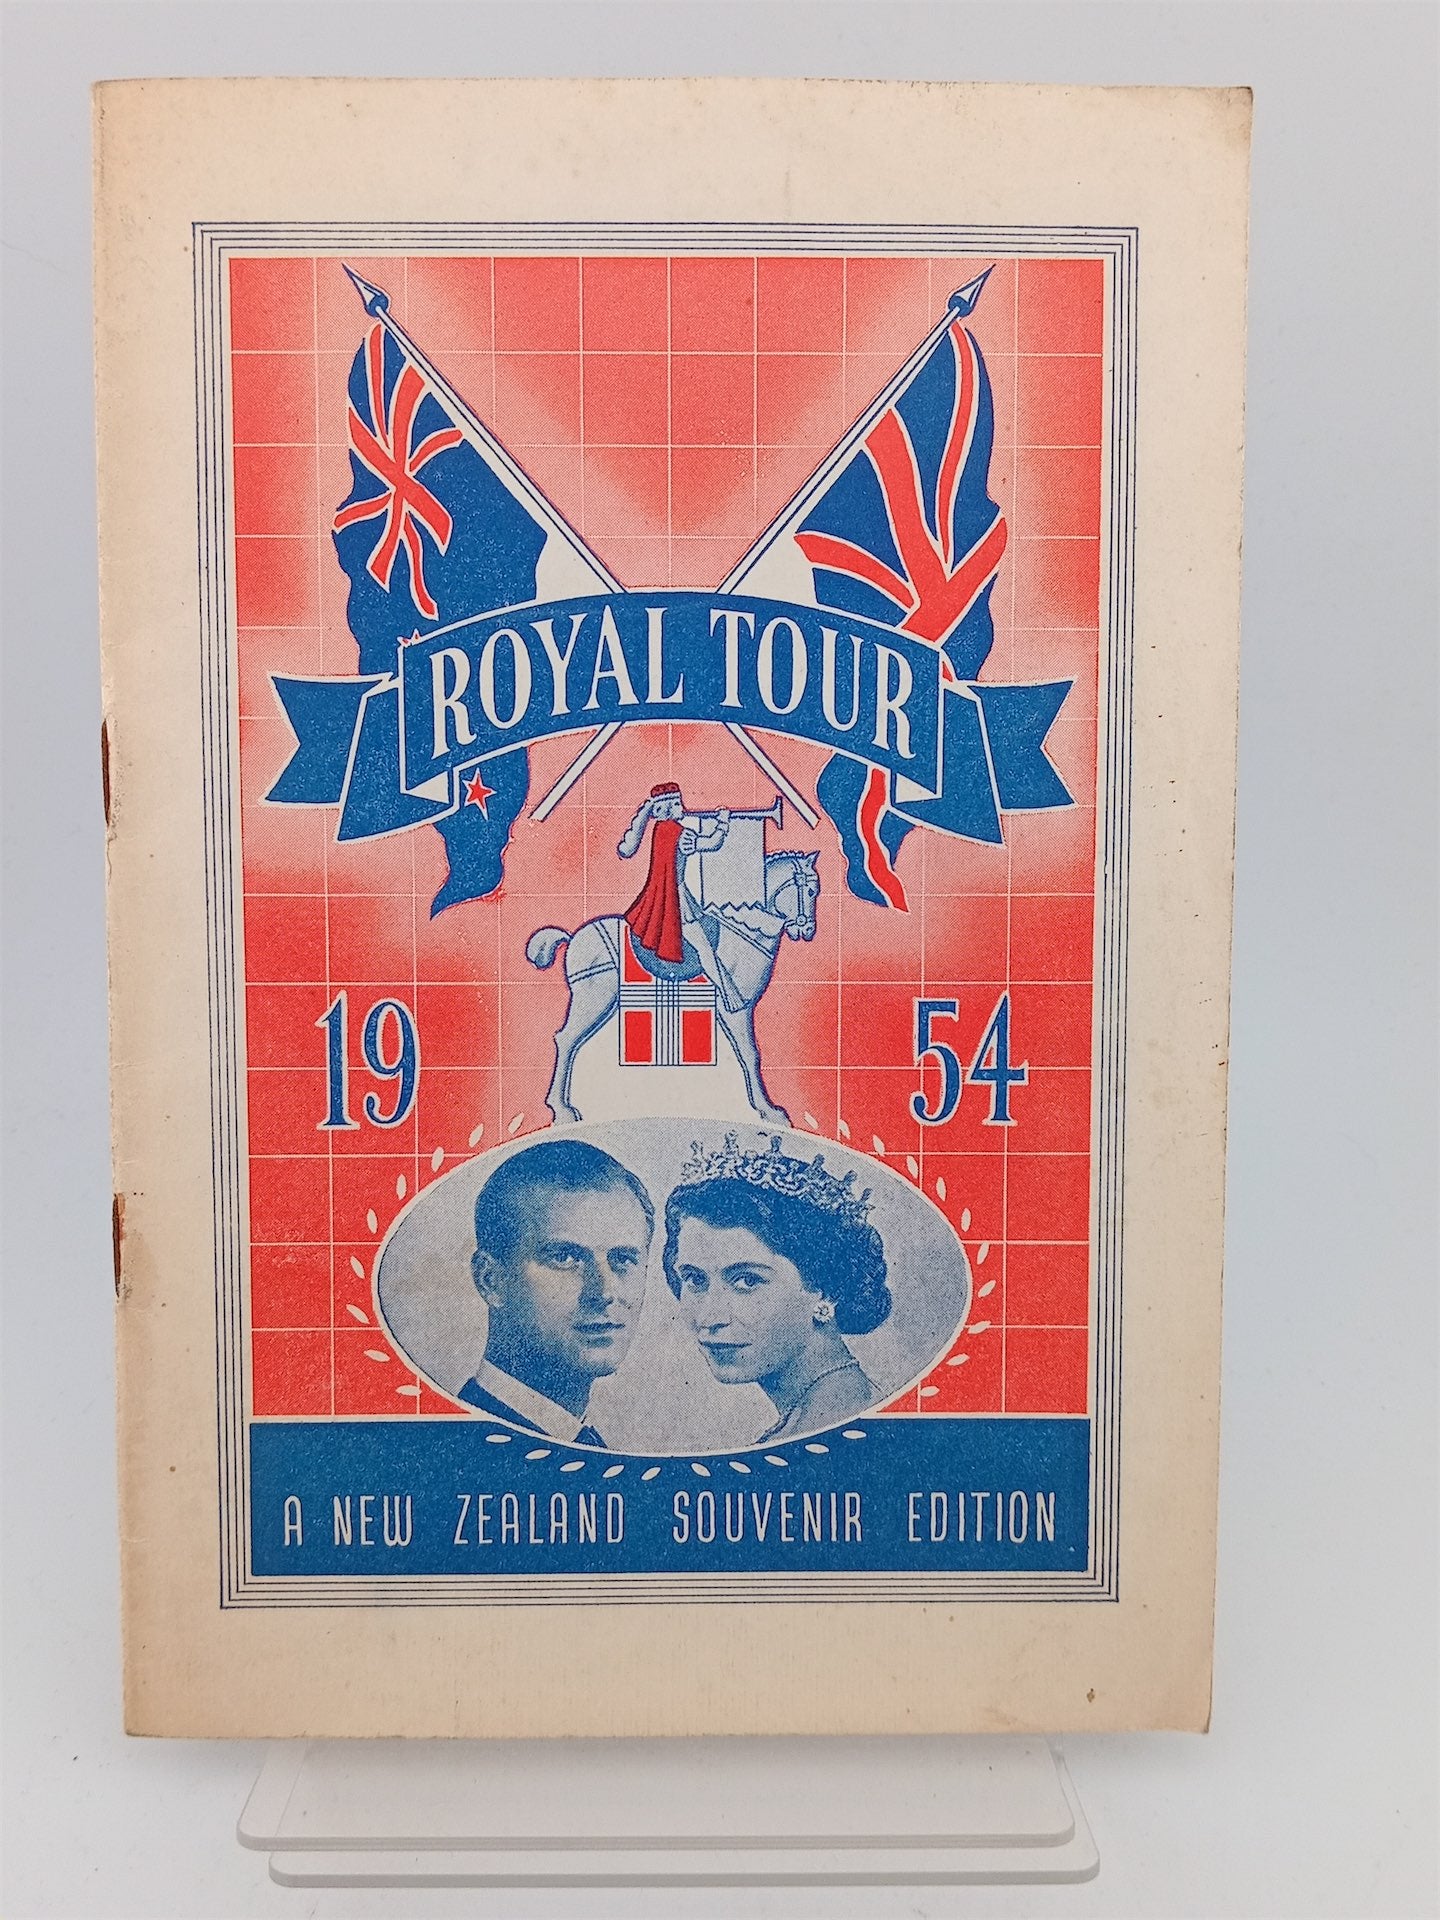 ROYAL TOUR
19 54
A NEW ZEALAND SOUVENIR EDITION